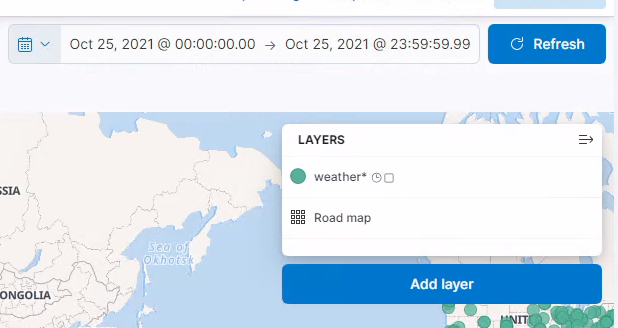 Oct 25, 2021 @ 00:00:00.00 → Oct 25, 2021 @ 23:59:59.99
Refresh
LAYERS
weather*
Road map
Add layer
SSIA
Sea of
Okhotsk
ONGOLIA
UNIT